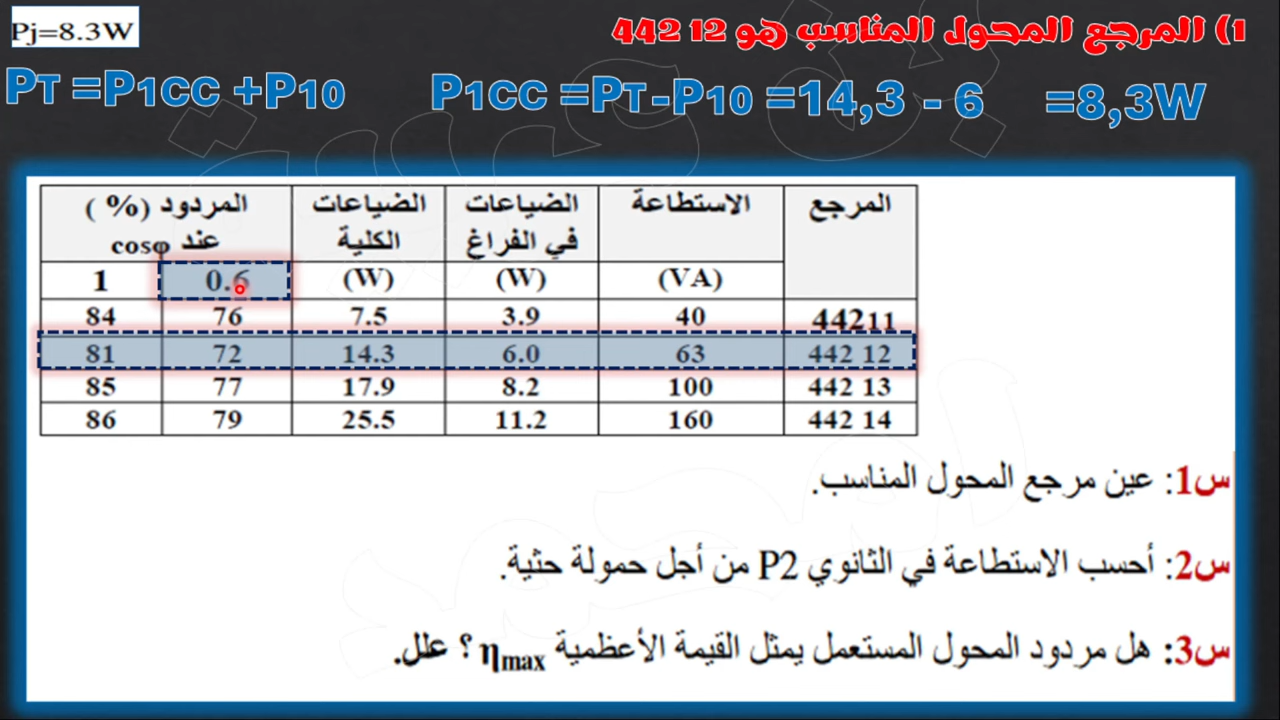 Pj=8.3W
1) المرجع المحول المناسب هو 12 442
PT =P1CC +P10
P1CC =PT-P10 =14,3 - 6 =8,3W
المرجع الاستطاعة الضياعات الضياعات المردود (%)
في الفراغ الكلية عند cosφ
(VA) (W) (W) 0.6 1
44211 40 3.9 7.5 76 84
442 12 63 6.0 14.3 72 81
442 13 100 8.2 17.9 77 85
442 14 160 11.2 25.5 79 86
س1: عين مرجع المحول المناسب.
س2: أحسب الاستطاعة في الثانوي P2 من أجل حمولة حثية.
س3: هل مردود المحول المستعمل يمثل القيمة الأعظمية ηmax ؟ علل.